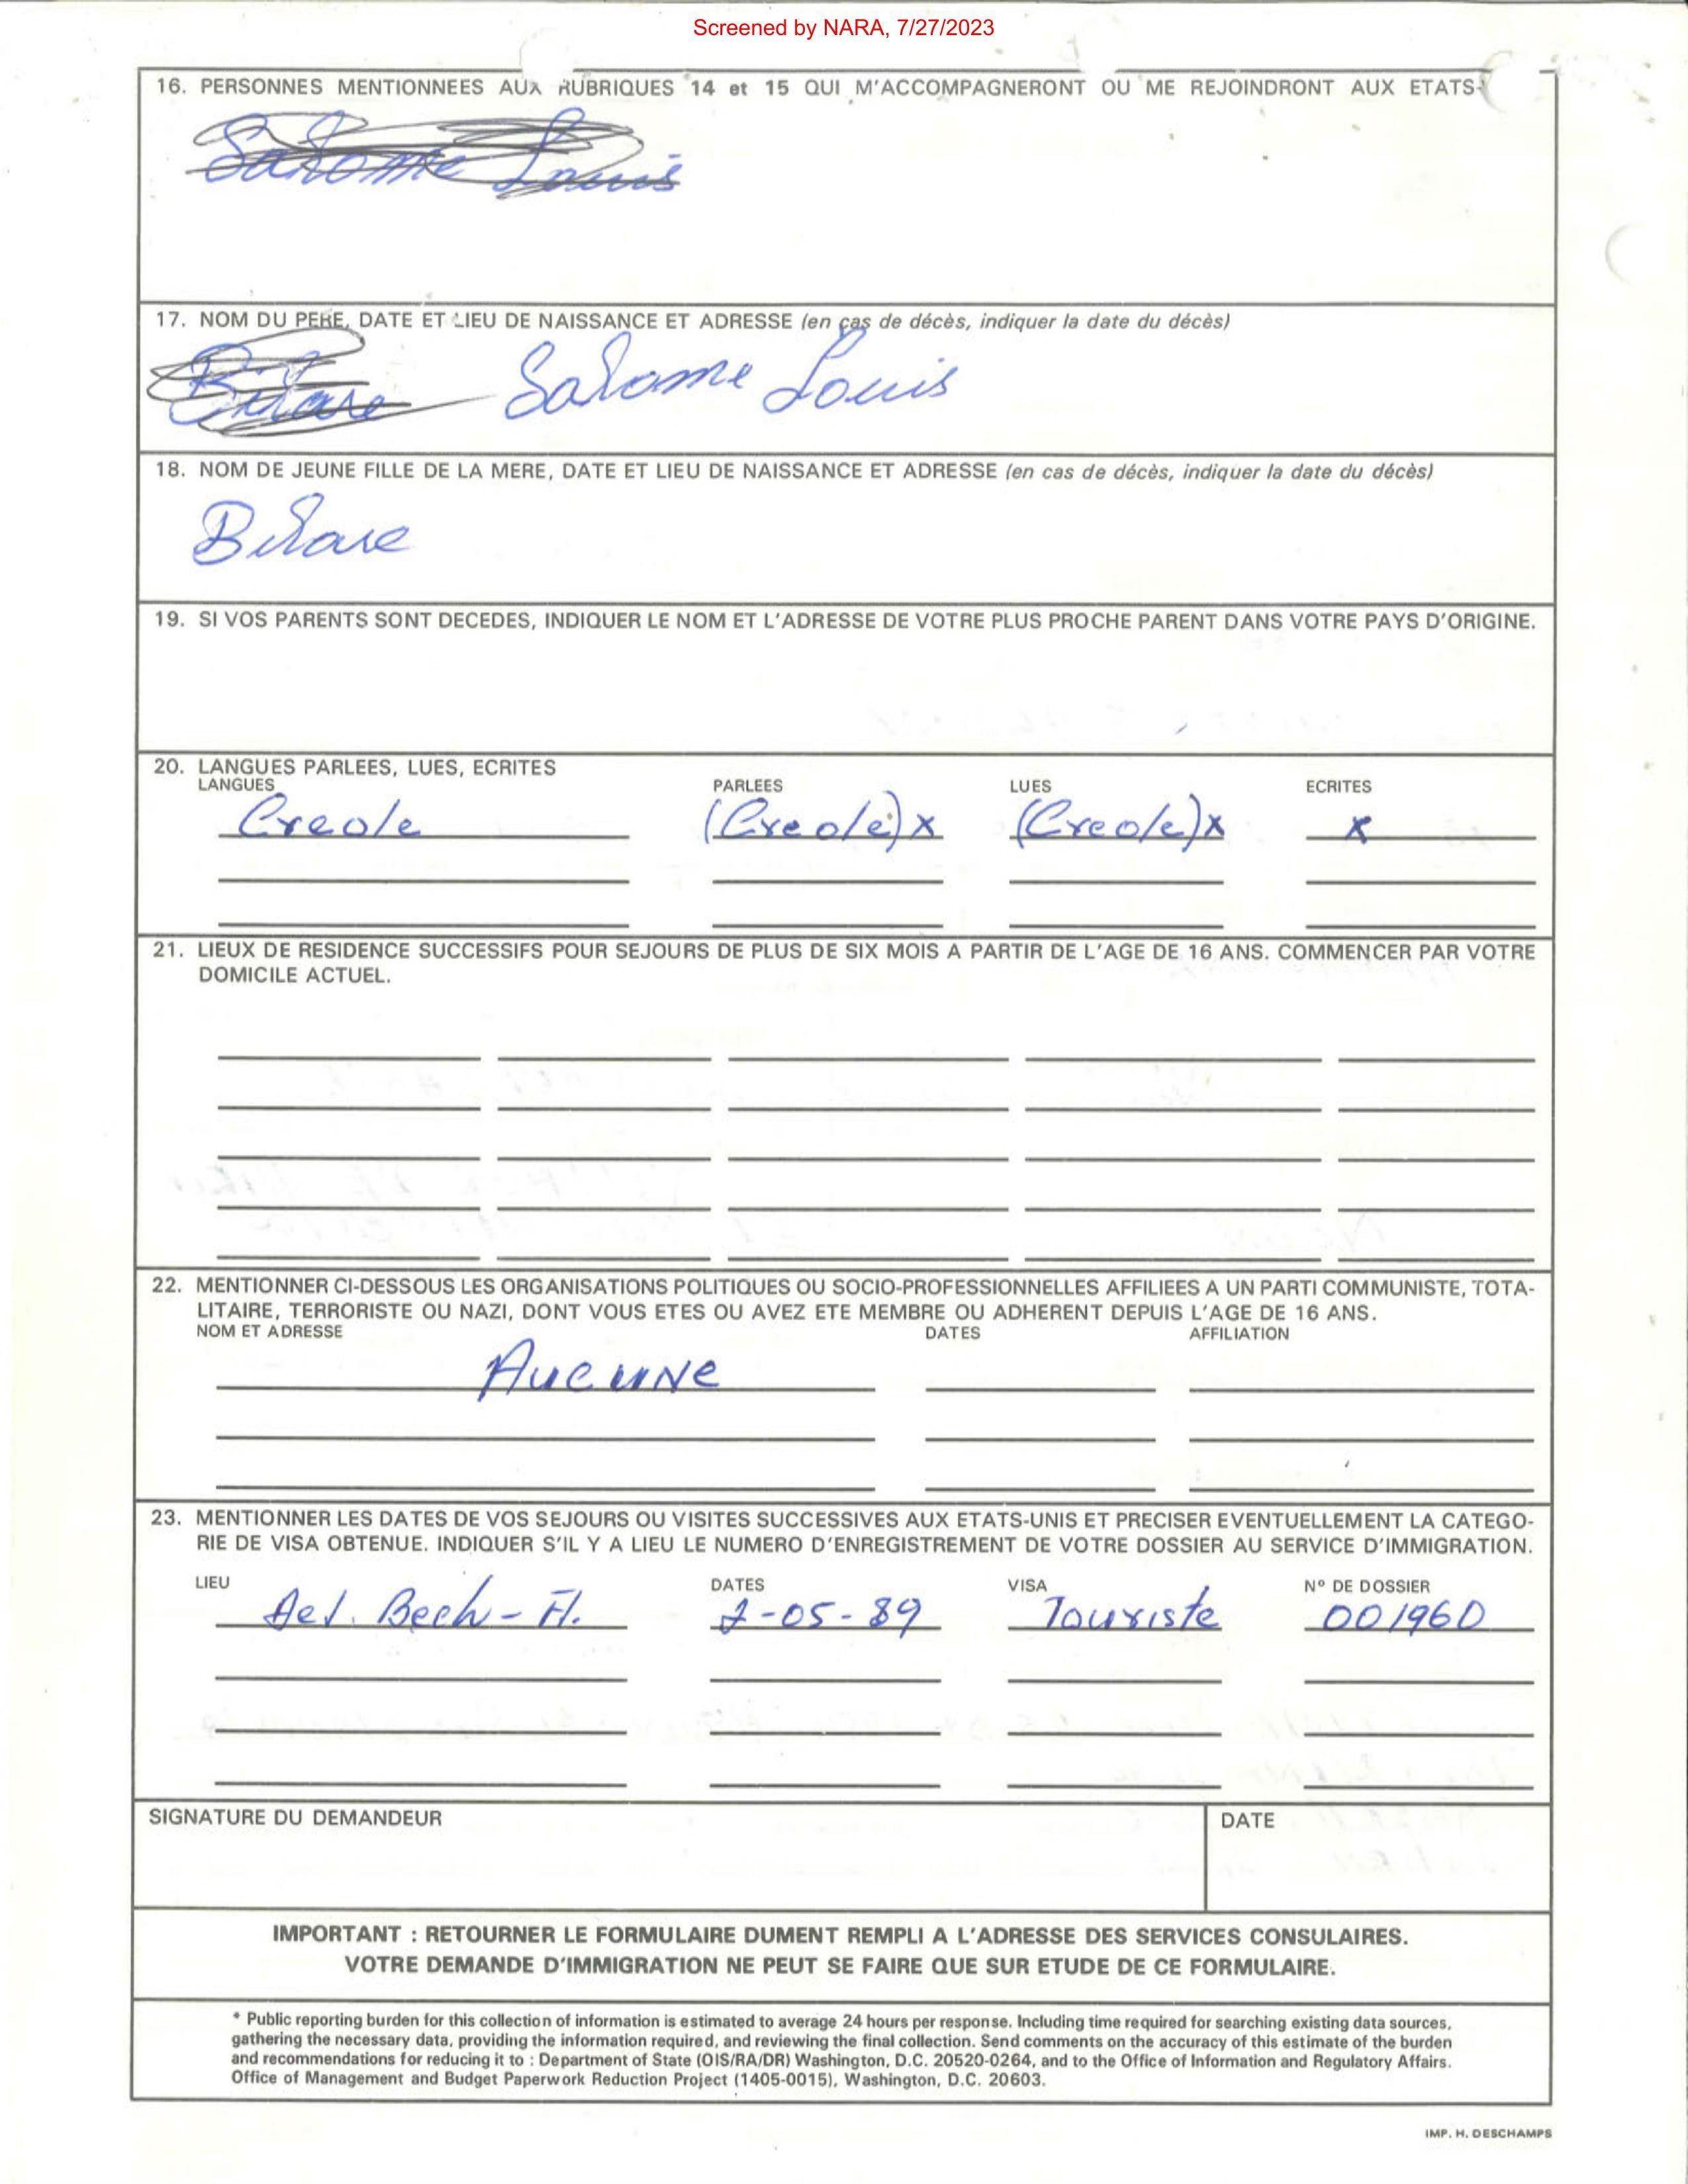 Screened by NARA, 7/27/2023
16. PERSONNES MENTIONNEES AUX RUBRIQUES 14 et 15 QUI M'ACCOMPAGNERONT OU ME REJOINDRONT AUX ETATS-
Salome Louis
17. NOM DU PERE, DATE ET LIEU DE NAISSANCE ET ADRESSE (en cas de décès, indiquer la date du décès)
Salome Louis
18. NOM DE JEUNE FILLE DE LA MERE, DATE ET LIEU DE NAISSANCE ET ADRESSE (en cas de décès, indiquer la date du décès)
19. SI VOS PARENTS SONT DECEDES, INDIQUER LE NOM ET L'ADRESSE DE VOTRE PLUS PROCHE PARENT DANS VOTRE PAYS D'ORIGINE.
20. LANGUES PARLEES, LUES, ECRITES
LANGUES PARLEES LUES ECRITES
Creole (Creole) x (Creole) x x
21. LIEUX DE RESIDENCE SUCCESSIFS POUR SEJOURS DE PLUS DE SIX MOIS A PARTIR DE L'AGE DE 16 ANS. COMMENCER PAR VOTRE
DOMICILE ACTUEL.
22. MENTIONNER CI-DESSOUS LES ORGANISATIONS POLITIQUES OU SOCIO-PROFESSIONNELLES AFFILIEES A UN PARTI COMMUNISTE, TOTA-
LITAIRE, TERRORISTE OU NAZI, DONT VOUS ETES OU AVEZ ETE MEMBRE OU ADHERENT DEPUIS L'AGE DE 16 ANS.
NOM ET ADRESSE DATES AFFILIATION
Aucune
23. MENTIONNER LES DATES DE VOS SEJOURS OU VISITES SUCCESSIVES AUX ETATS-UNIS ET PRECISER EVENTUELLEMENT LA CATEGO-
RIE DE VISA OBTENUE. INDIQUER S'IL Y A LIEU LE NUMERO D'ENREGISTREMENT DE VOTRE DOSSIER AU SERVICE D'IMMIGRATION.
LIEU DATES VISA Nº DE DOSSIER
Del. Bech - Fl. -05-89 Touriste 001960
SIGNATURE DU DEMANDEUR DATE
IMPORTANT : RETOURNER LE FORMULAIRE DUMENT REMPLI A L'ADRESSE DES SERVICES CONSULAIRES.
VOTRE DEMANDE D'IMMIGRATION NE PEUT SE FAIRE QUE SUR ETUDE DE CE FORMULAIRE.
* Public reporting burden for this collection of information is estimated to average 24 hours per response. Including time required for searching existing data sources,
gathering the necessary data, providing the information required, and reviewing the final collection. Send comments on the accuracy of this estimate of the burden
and recommendations for reducing it to : Department of State (OIS/RA/DR) Washington, D.C. 20520-0264, and to the Office of Information and Regulatory Affairs.
Office of Management and Budget Paperwork Reduction Project (1405-0015), Washington, D.C. 20603.
IMP. H. DESCHAMPS